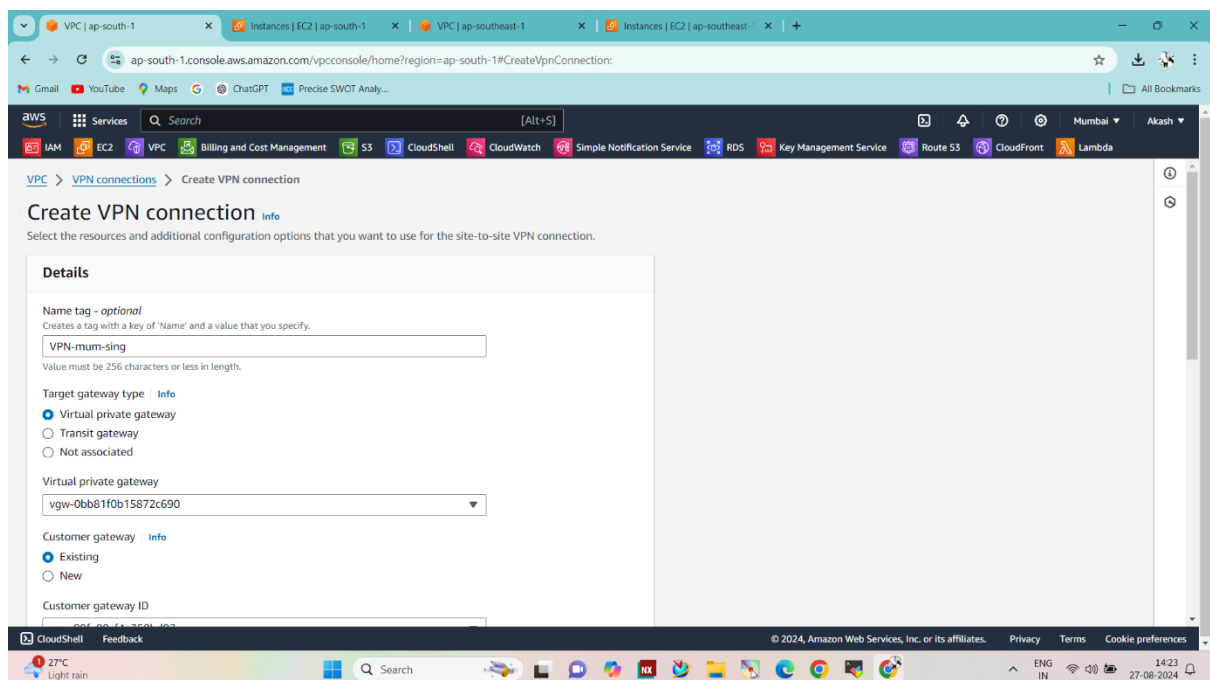 VPC | ap-south-1
Instances | EC2 | ap-south-1
VPC | ap-southeast-1
Instances | EC2 | ap-southeast-1
ap-south-1.console.aws.amazon.com/vpcconsole/home?region=ap-south-1#CreateVpnConnection:
Gmail YouTube Maps ChatGPT Precise SWOT Analy... All Bookmarks
aws Services Search [Alt+S] Mumbai Akash
IAM EC2 VPC Billing and Cost Management S3 CloudShell CloudWatch Simple Notification Service RDS Key Management Service Route 53 CloudFront Lambda
VPC > VPN connections > Create VPN connection
Create VPN connection Info
Select the resources and additional configuration options that you want to use for the site-to-site VPN connection.
Details
Name tag - optional
Creates a tag with a key of 'Name' and a value that you specify.
VPN-mum-sing
Value must be 256 characters or less in length.
Target gateway type Info
Virtual private gateway
Transit gateway
Not associated
Virtual private gateway
vgw-0bb81f0b15872c690
Customer gateway Info
Existing
New
Customer gateway ID
CloudShell Feedback © 2024, Amazon Web Services, Inc. or its affiliates. Privacy Terms Cookie preferences
1 27°C
Light rain
Search
ENG
IN
14:23
27-08-2024